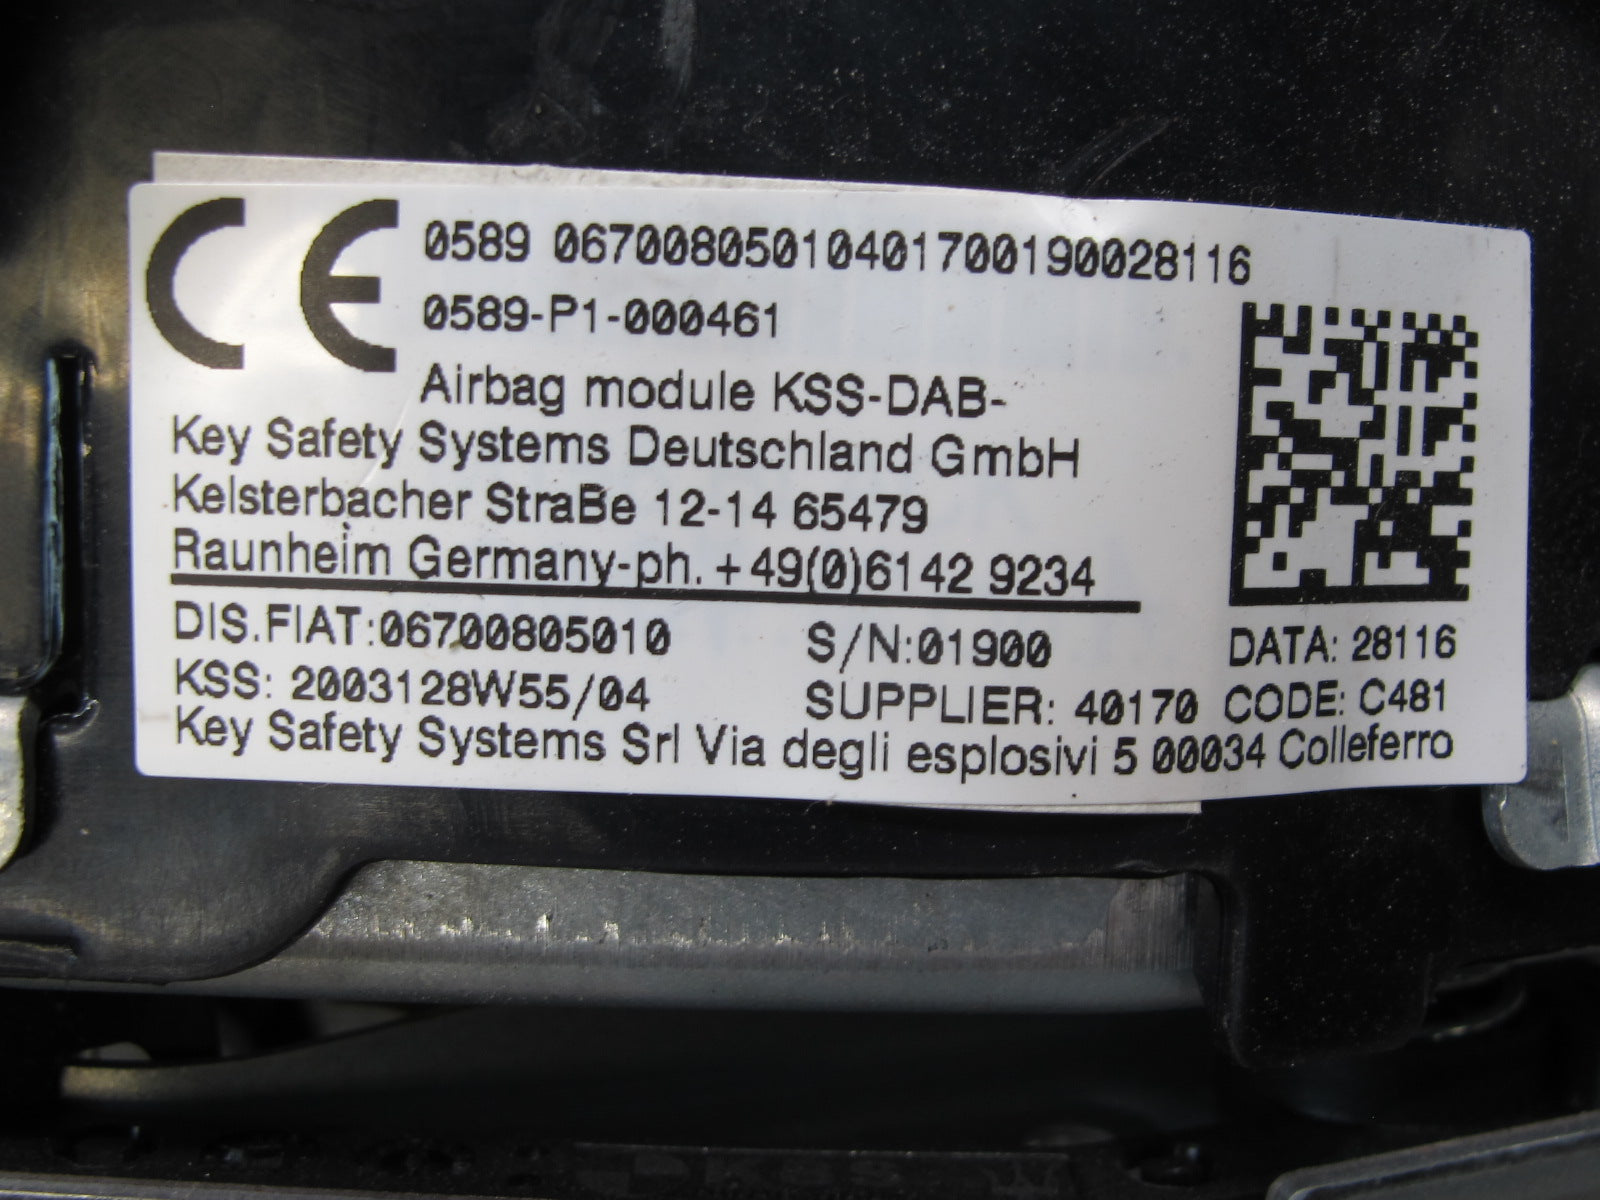 CE 0589 06700805010401700190028116
0589-P1-000461
Airbag module KSS-DAB-
Key Safety Systems Deutschland GmbH
Kelsterbacher StraBe 12-14 65479
Raunheim Germany-ph. +49(0)6142 9234
DIS.FIAT:06700805010 S/N:01900 DATA: 28116
KSS: 2003128W55/04 SUPPLIER: 40170 CODE: C481
Key Safety Systems Srl Via degli esplosivi 5 00034 Colleferro